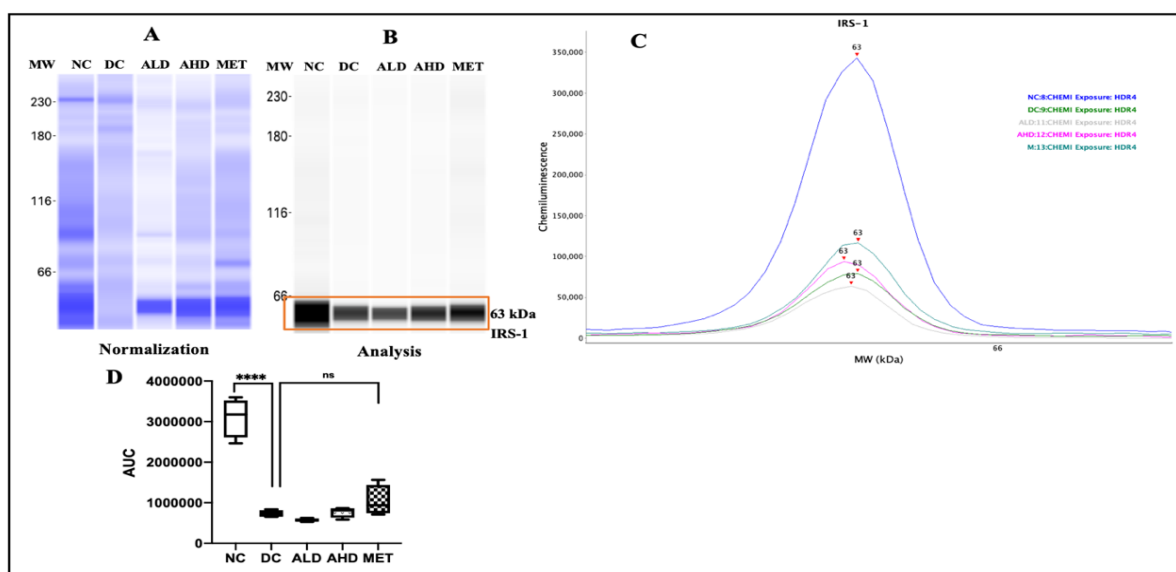 A
MW NC DC ALD AHD MET
230-
180-
116-
66-
Normalization
B
MW NC DC ALD AHD MET
230-
180-
116-
66-
63 kDa
IRS-1
Analysis
C
IRS-1
350,000
300,000
250,000
200,000
150,000
100,000
50,000
0
Chemiluminescence
63
63
63
63
63
66
MW (kDa)
NC:8:CHEMI Exposure: HDR4
DC:9:CHEMI Exposure: HDR4
ALD:11:CHEMI Exposure: HDR4
AHD:12:CHEMI Exposure: HDR4
M:13:CHEMI Exposure: HDR4
D
4000000
3000000
2000000
1000000
0
AUC
**** ns
NC DC ALD AHD MET